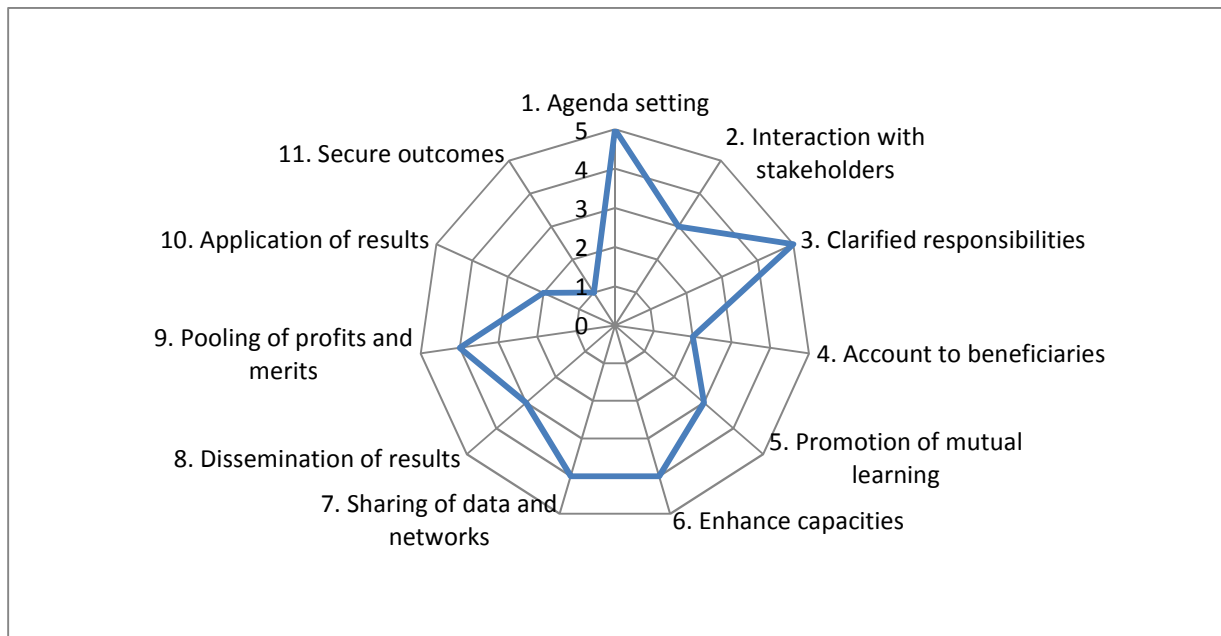 1. Agenda setting
2. Interaction with
stakeholders
3. Clarified responsibilities
4. Account to beneficiaries
5. Promotion of mutual
learning
6. Enhance capacities
7. Sharing of data and
networks
8. Dissemination of results
9. Pooling of profits and
merits
10. Application of results
11. Secure outcomes
5
4
3
2
1
0